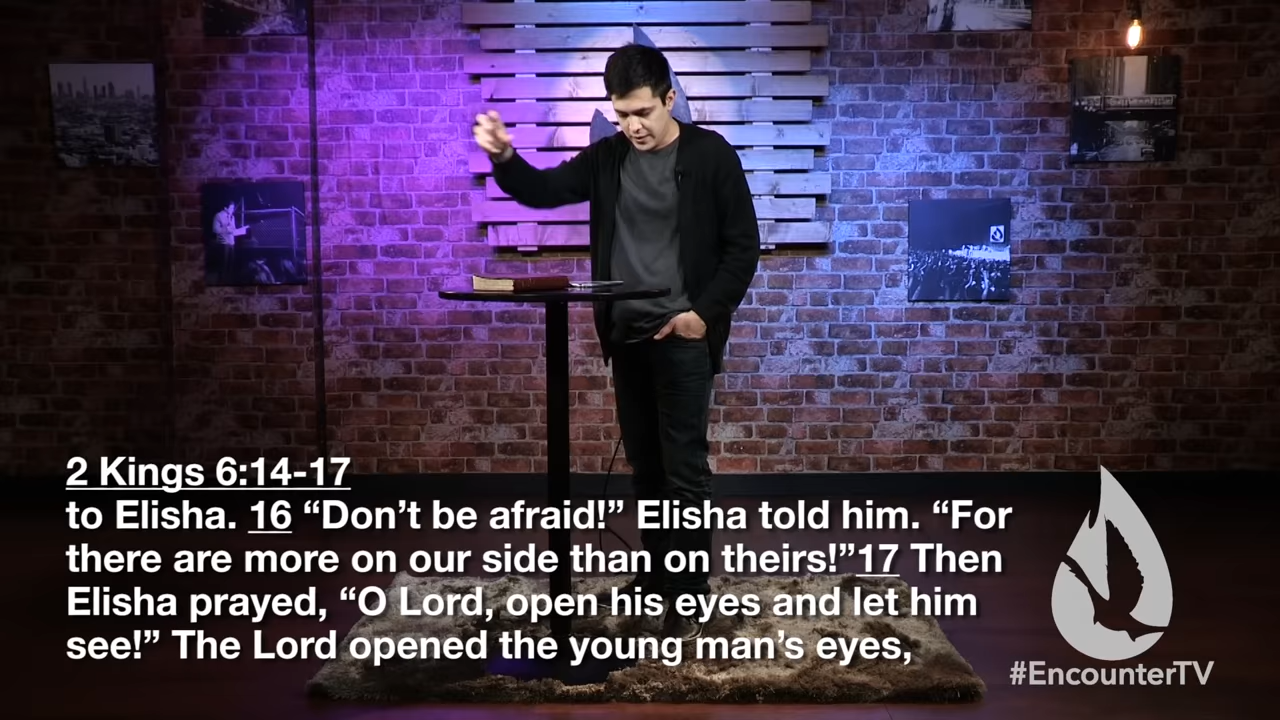 2 Kings 6:14-17
to Elisha. 16 “Don’t be afraid!” Elisha told him. “For
there are more on our side than on theirs!”17 Then
Elisha prayed, “O Lord, open his eyes and let him
see!” The Lord opened the young man’s eyes,
#EncounterTV